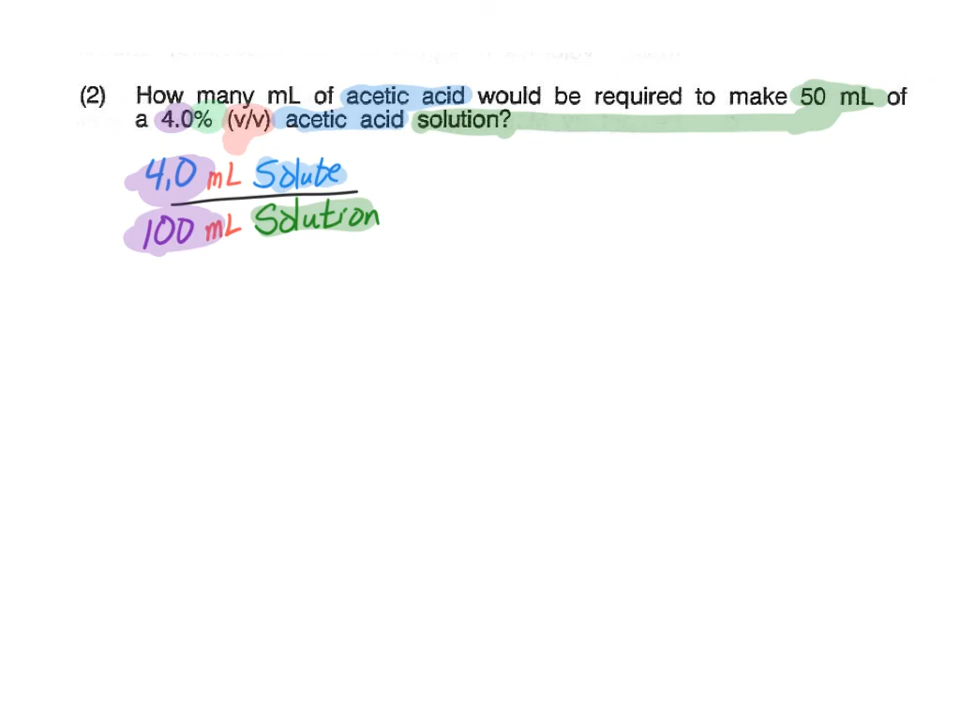 (2) How many mL of acetic acid would be required to make 50 mL of
a 4.0% (v/v) acetic acid solution?
4.0 mL Solute
100 mL Solution